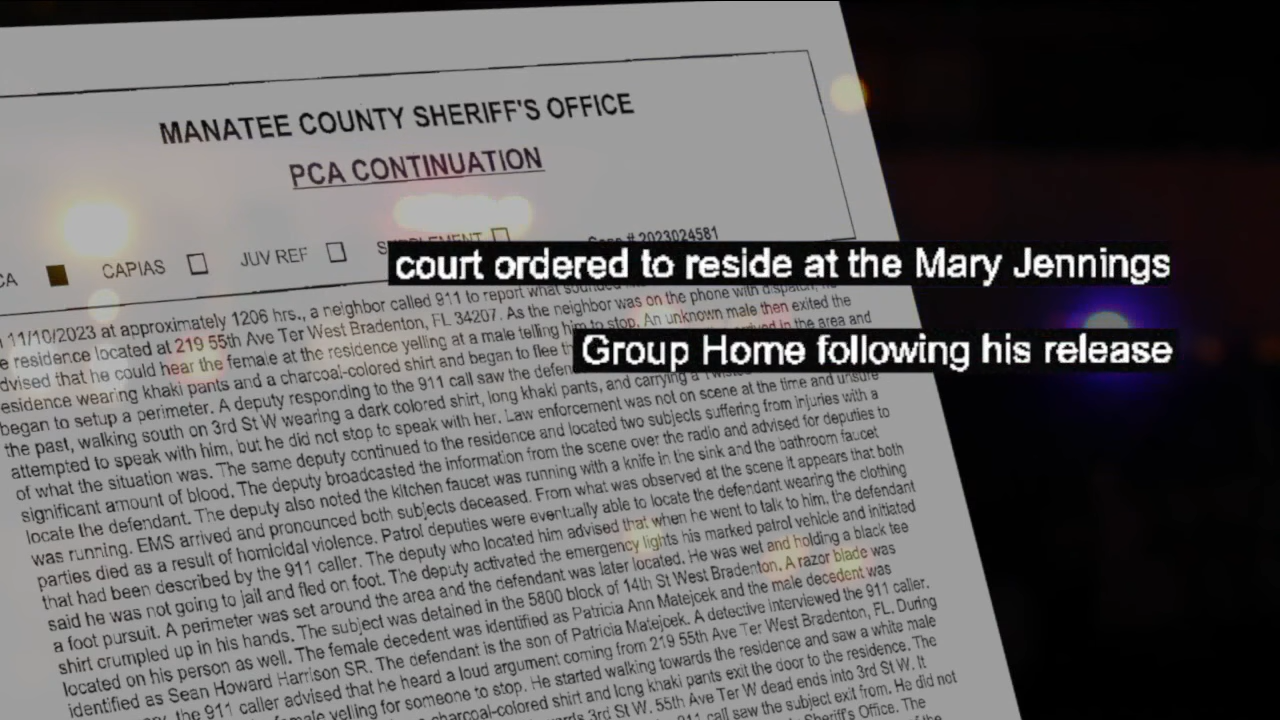 MANATEE COUNTY SHERIFF'S OFFICE
PCA CONTINUATION
CA CAPIAS JUV REF SUPPLEMENT Case # 2023024581
court ordered to reside at the Mary Jennings
Group Home following his release
11/10/2023 at approximately 1206 hrs., a neighbor called 911 to report what sounded
residence located at 219 55th Ave Ter West Bradenton, FL 34207. As the neighbor was on the phone with dispatch, he
advised that he could hear the female at the residence yelling at a male telling him to stop. An unknown male then exited the
residence wearing khaki pants and a charcoal-colored shirt and began to flee in the area and
began to setup a perimeter. A deputy responding to the 911 call saw the
the past, walking south on 3rd St W wearing a dark colored shirt, long khaki pants, and carrying a
attempted to speak with him, but he did not stop to speak with her. Law enforcement was not on scene at the time and unsure
of what the situation was. The same deputy continued to the residence and located two subjects suffering from injuries with a
significant amount of blood. The deputy broadcasted the information from the scene over the radio and advised for deputies to
locate the defendant. The deputy also noted the kitchen faucet was running with a knife in the sink and the bathroom faucet
was running. EMS arrived and pronounced both subjects deceased. From what was observed at the scene it appears that both
parties died as a result of homicidal violence. Patrol deputies were eventually able to locate the defendant wearing the clothing
that had been described by the 911 caller. The deputy who located him advised that when he went to talk to him, the defendant
said he was not going to jail and fled on foot. The deputy activated the emergency lights his marked patrol vehicle and initiated
a foot pursuit. A perimeter was set around the area and the defendant was later located. He was wet and holding a black tee
shirt crumpled up in his hands. The subject was detained in the 5800 block of 14th St West Bradenton. A razor blade was
located on his person as well. The female decedent was identified as Patricia Ann Matejcek and the male decedent was
identified as Sean Howard Harrison SR. The defendant is the son of Patricia Matejcek. A detective interviewed the 911 caller.
the 911 caller advised that he heard a loud argument coming from 219 55th Ave Ter West Bradenton, FL. During
female yelling for someone to stop. He started walking towards the residence and saw a white male
charcoal-colored shirt and long khaki pants exit the door to the residence. The
3rd St W. 55th Ave Ter W dead ends into 3rd St W. It
911 call saw the subject exit from. He did not
Sheriff's Office. The
of the